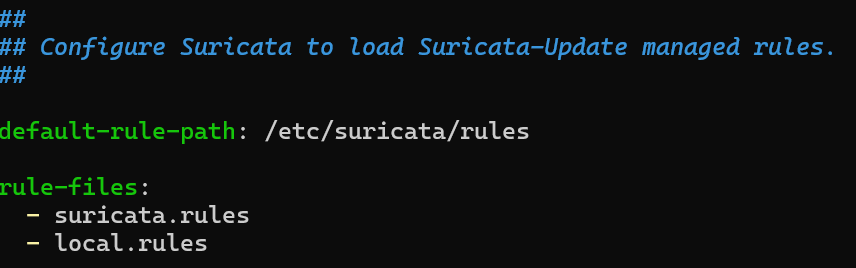 ##
## Configure Suricata to load Suricata-Update managed rules.
##
default-rule-path: /etc/suricata/rules
rule-files:
  - suricata.rules
  - local.rules